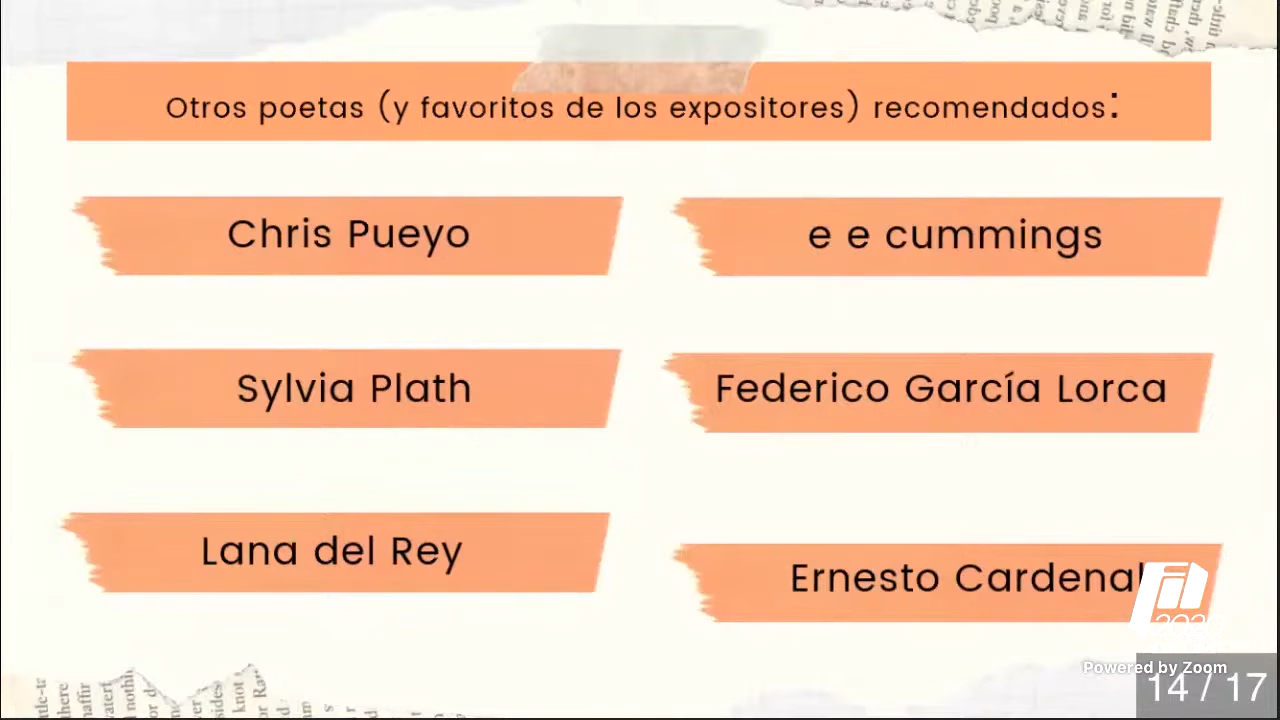 Otros poetas (y favoritos de los expositores) recomendados:
Chris Pueyo
e e cummings
Sylvia Plath
Federico García Lorca
Lana del Rey
Ernesto Cardenal
Powered by Zoom
14 / 17